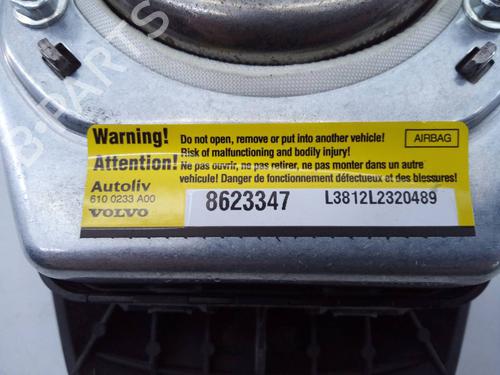 Warning! Do not open, remove or put into another vehicle! AIRBAG
Risk of malfunctioning and bodily injury!
Attention! Ne pas ouvrir, ne pas retirer, ne pas monter dans un autre
véhicule! Danger de fonctionnement défectueux et des blessures!
Autoliv
610 0233 A00
VOLVO
8623347
L3812L2320489
B-PARTS